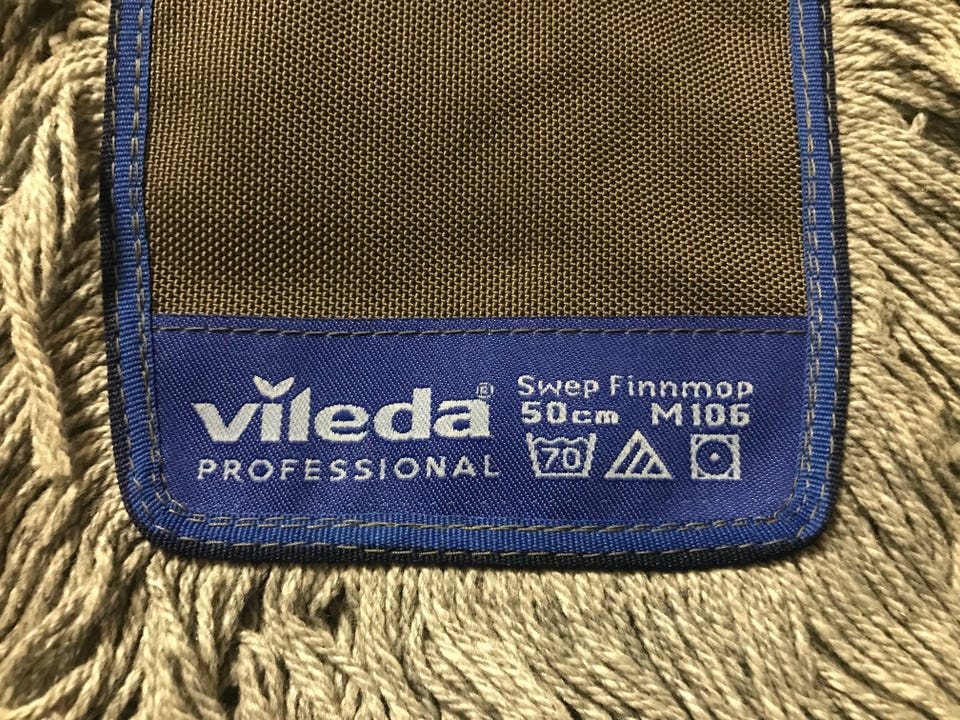 vileda®
PROFESSIONAL
Swep Finnmop
50cm M106
70